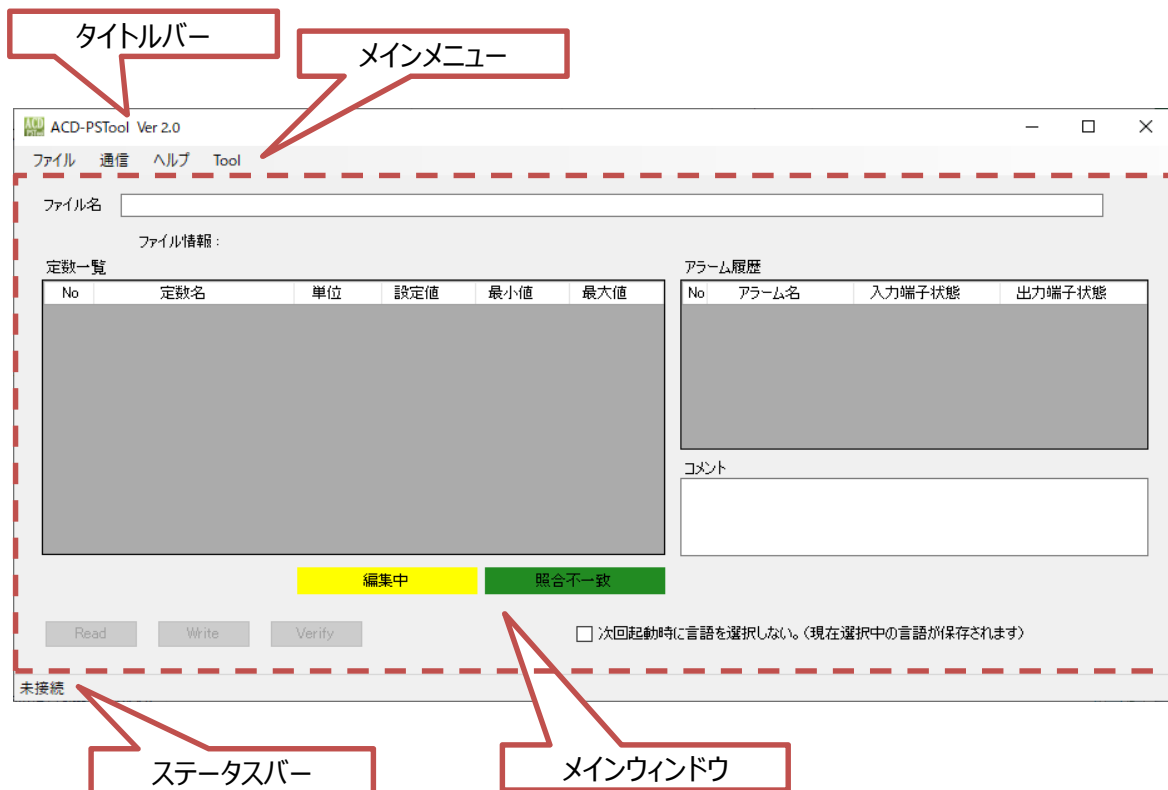 タイトルバー
メインメニュー
ACD-PSTool Ver 2.0
ファイル 通信 ヘルプ Tool
ファイル名
ファイル情報 :
定数一覧
No 定数名 単位 設定値 最小値 最大値
アラーム履歴
No アラーム名 入力端子状態 出力端子状態
コメント
編集中 照合不一致
Read Write Verify
次回起動時に言語を選択しない。(現在選択中の言語が保存されます)
未接続
ステータスバー
メインウィンドウ